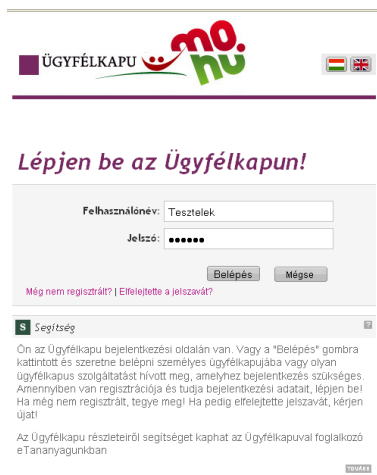 ÜGYFÉLKAPU mo.hu
Lépjen be az Ügyfélkapun!
Felhasználónév: Tesztelek
Jelszó: ●●●●●●
Belépés Mégse
Még nem regisztrált? | Elfelejtette a jelszavát?
S Segítség ?
Ön az Ügyfélkapu bejelentkezési oldalán van. Vagy a "Belépés" gombra
kattintott és szeretne belépni személyes ügyfélkapujába vagy olyan
ügyfélkapus szolgáltatást hívott meg, amelyhez bejelentkezés szükséges.
Amennyiben van regisztrációja és tudja bejelentkezési adatait, lépjen be!
Ha még nem regisztrált, tegye meg! Ha pedig elfelejtette jelszavát, kérjen
újat!
Az Ügyfélkapu részleteiről segítséget kaphat az Ügyfélkapuval foglalkozó
eTananyagunkban
TOVÁBB